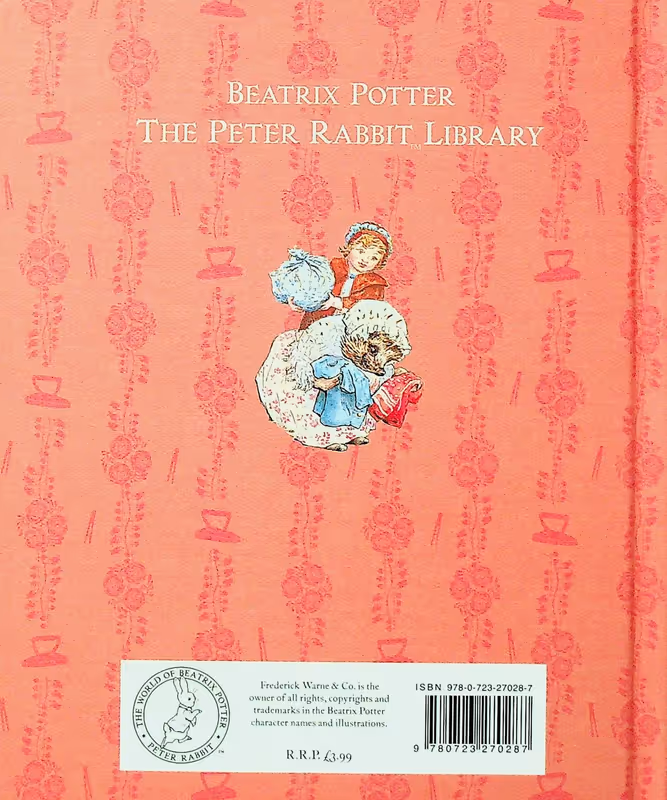 BEATRIX POTTER
THE PETER RABBIT™ LIBRARY
THE WORLD OF BEATRIX POTTER
• PETER RABBIT • ™
Frederick Warne & Co. is the
owner of all rights, copyrights and
trademarks in the Beatrix Potter
character names and illustrations.
R.R.P. £3.99
ISBN 978-0-723-27028-7
9 780723 270287